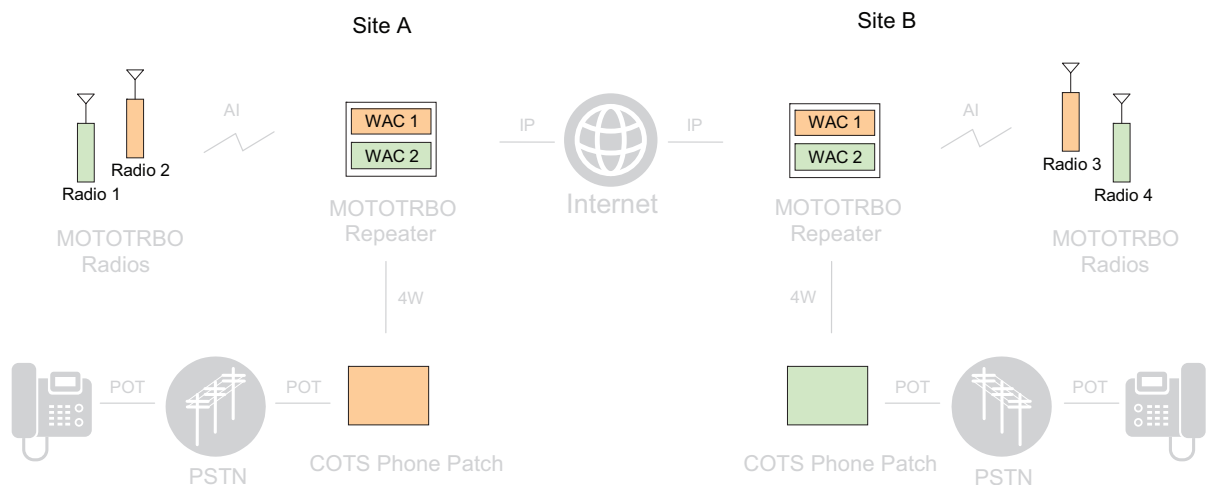 Site A
Site B
AI
WAC 1
WAC 2
IP
IP
WAC 1
WAC 2
AI
Radio 2
Radio 1
Radio 3
Radio 4
MOTOTRBO
Radios
MOTOTRBO
Repeater
Internet
MOTOTRBO
Repeater
MOTOTRBO
Radios
4W
4W
POT
POT
POT
POT
PSTN
COTS Phone Patch
COTS Phone Patch
PSTN